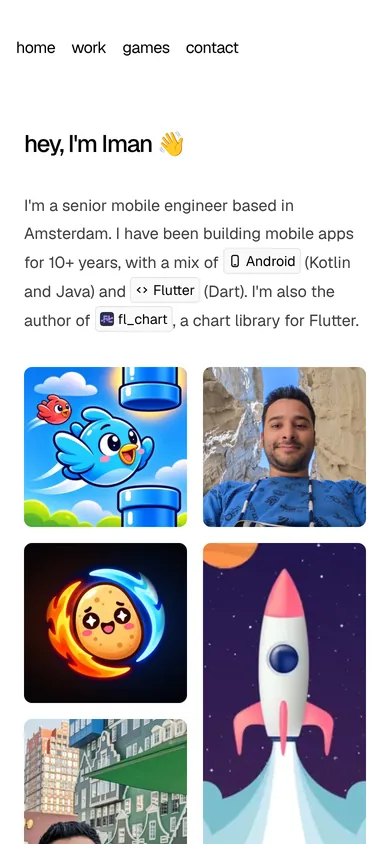 home work games contact
hey, I'm Iman 👋
I'm a senior mobile engineer based in
Amsterdam. I have been building mobile apps
for 10+ years, with a mix of Android (Kotlin
and Java) and Flutter (Dart). I'm also the
author of fl_chart, a chart library for Flutter.